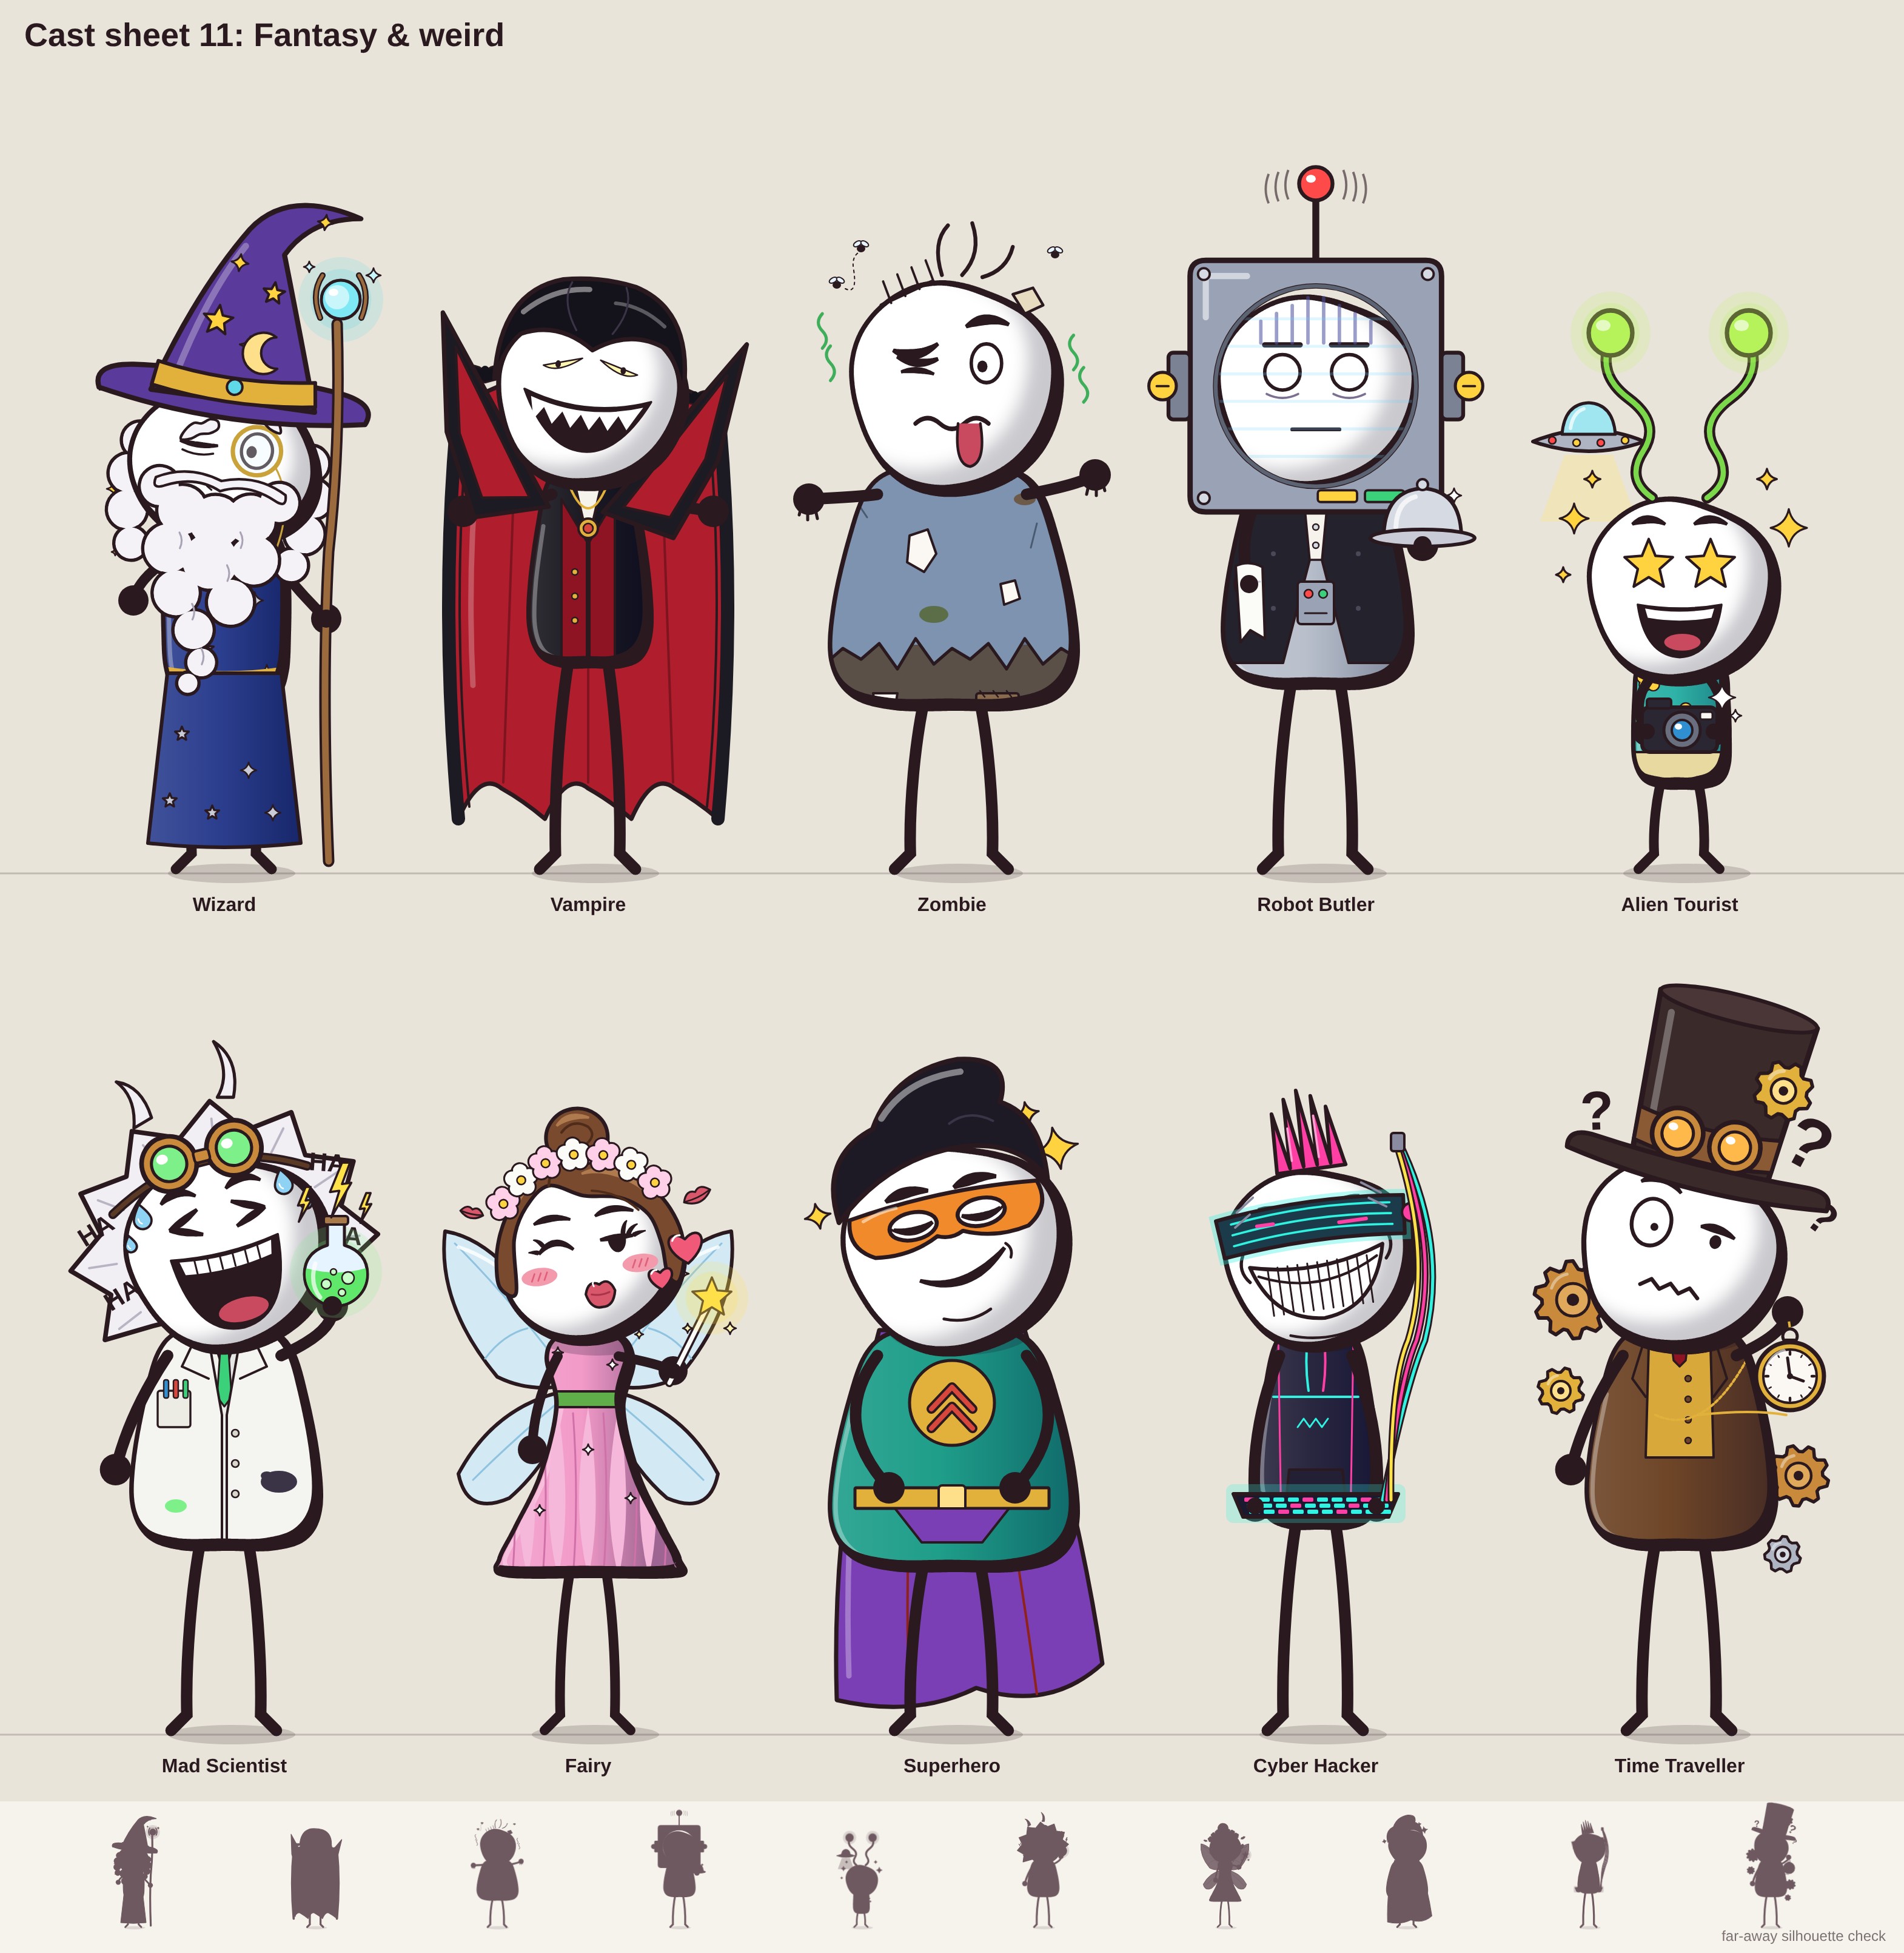 Cast sheet 11: Fantasy & weird
Wizard
Vampire
Zombie
Robot Butler
Alien Tourist
?
?
?
HA
HA
A
HA
Mad Scientist
Fairy
Superhero
Cyber Hacker
Time Traveller
far-away silhouette check